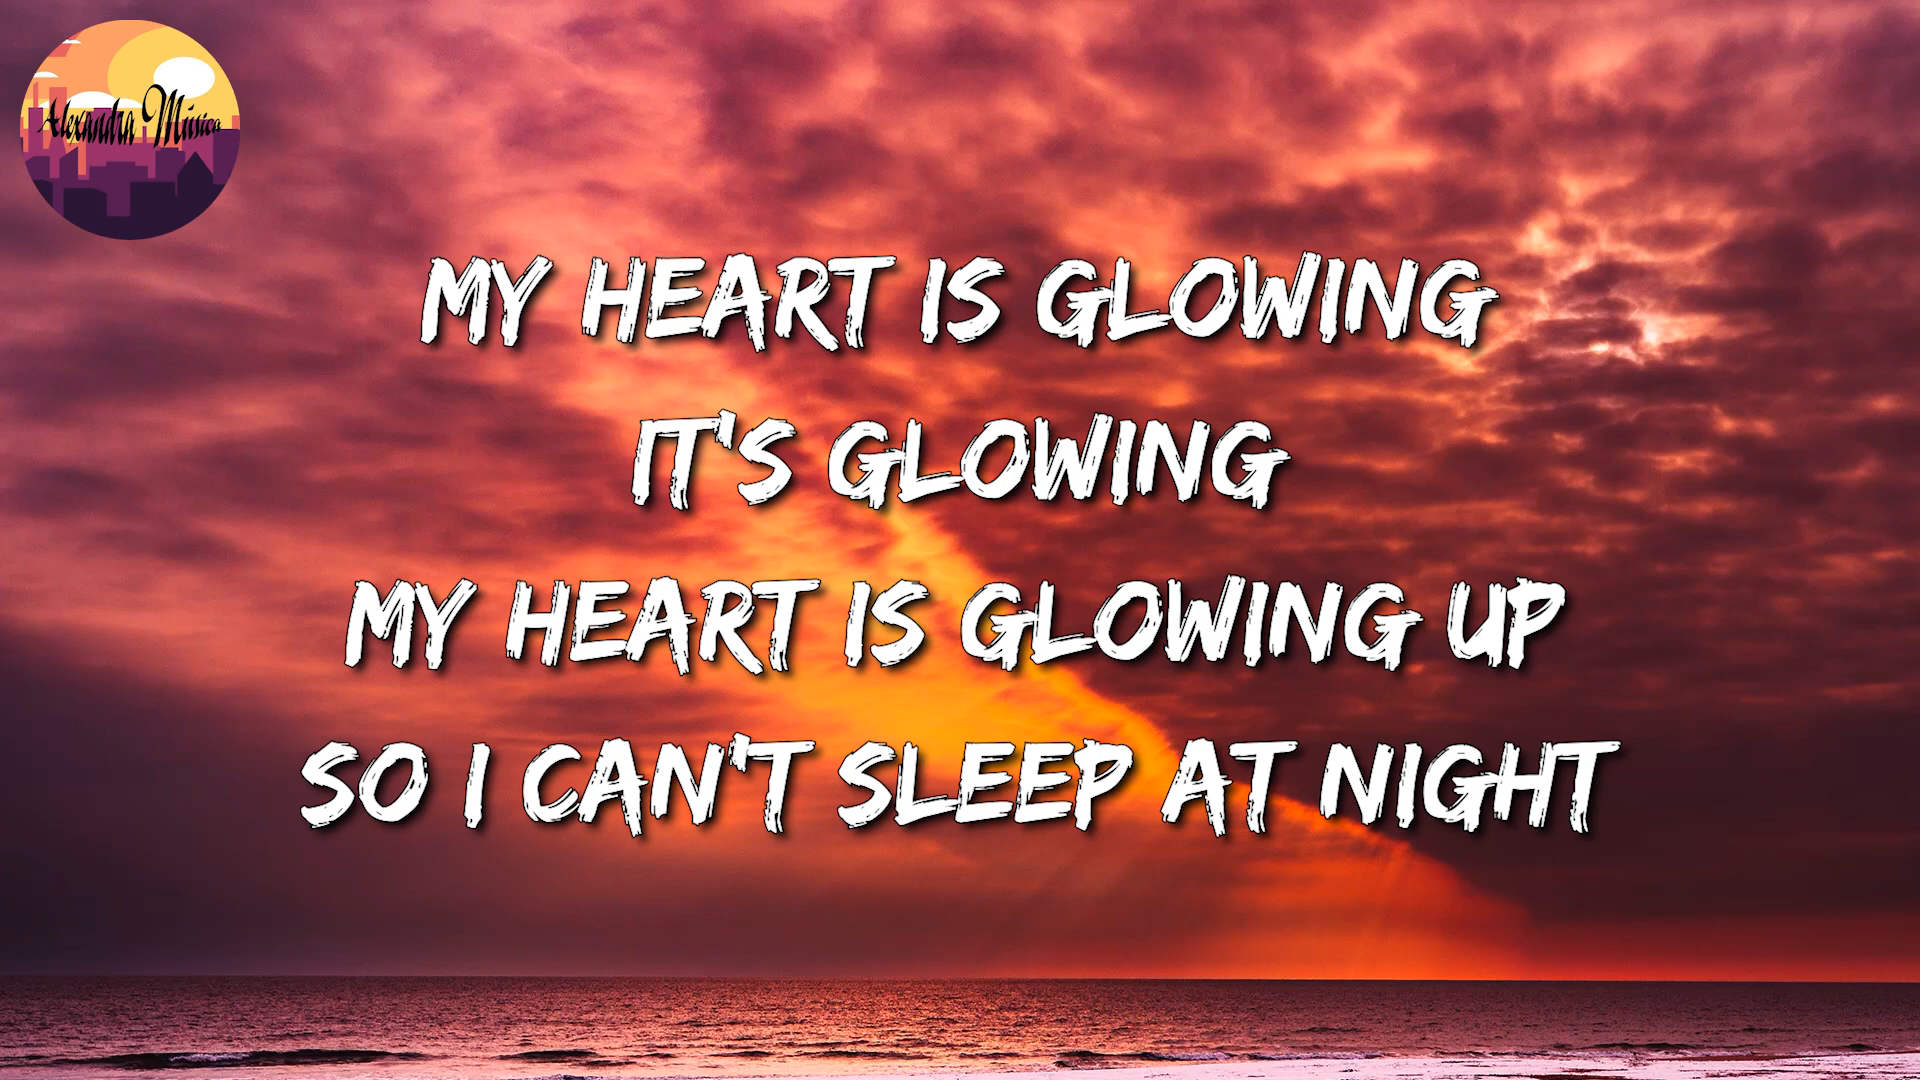 Alexandra Música
MY HEART IS GLOWING
IT'S GLOWING
MY HEART IS GLOWING UP
SO I CAN'T SLEEP AT NIGHT